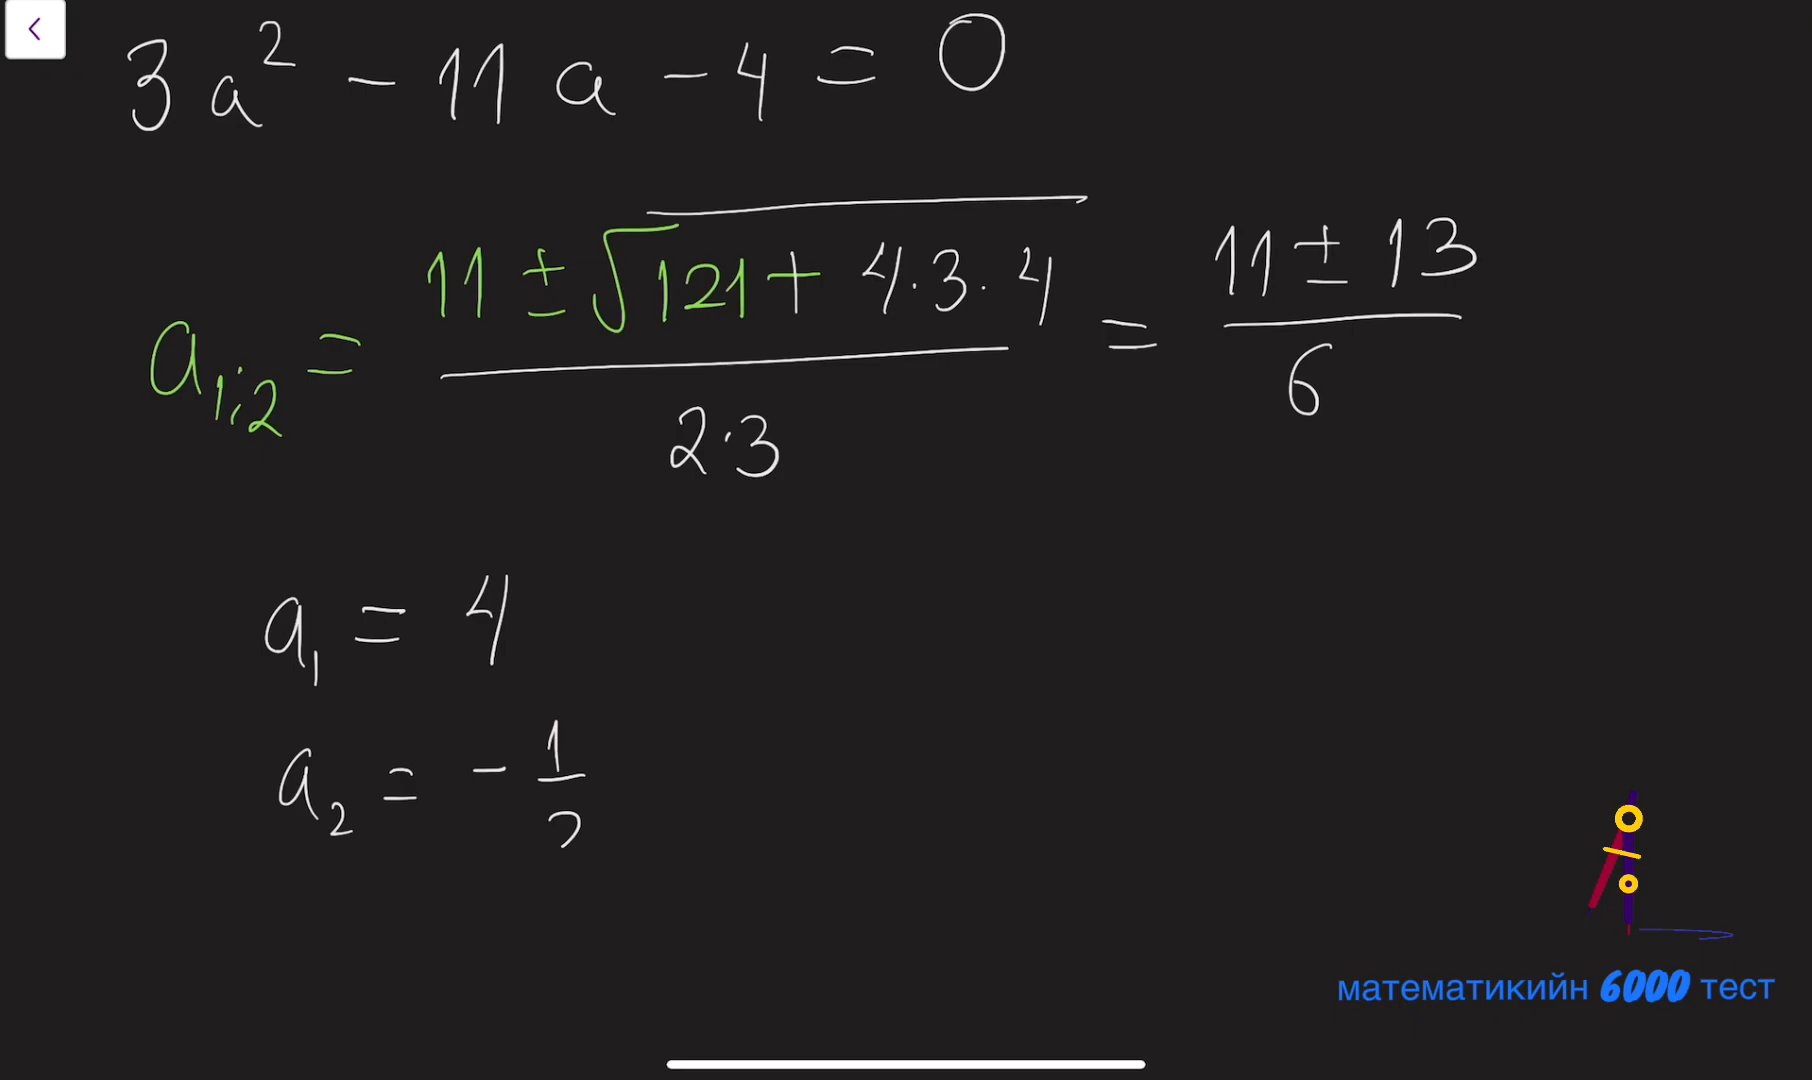 3a² - 11a - 4 = 0
a₁;₂ = (11 ± √(121 + 4·3·4))/(2·3) = (11 ± 13)/6
a₁ = 4
a₂ = - 1/
математикийн 6000 тест